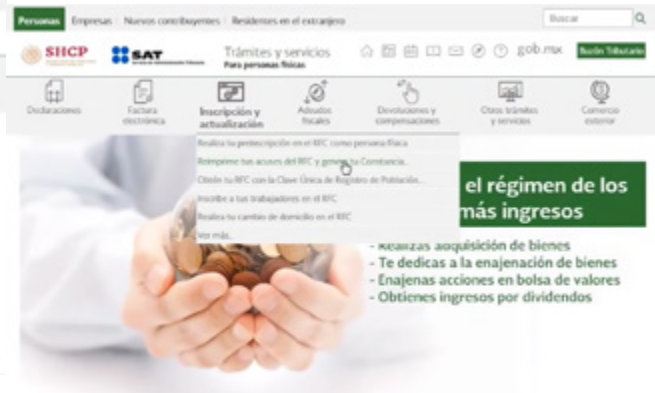 Personas Empresas Nuevos contribuyentes Residentes en el extranjero
Buscar
SHCP
SAT
Trámites y servicios
Para personas físicas
gob.mx
Buzón Tributario
Declaraciones
Factura
electrónica
Inscripción y
actualización
Adeudos
fiscales
Devoluciones y
compensaciones
Otros trámites
y servicios
Comercio
exterior
Realiza tu preinscripción en el RFC como persona física
Reimprime tus acuses del RFC y genera tu Constancia...
Obtén tu RFC con la Clave Única de Registro de Población...
Inscribe a tus trabajadores en el RFC
Realiza tu cambio de domicilio en el RFC
Ver más..
el régimen de los
más ingresos
- Realizas adquisición de bienes
- Te dedicas a la enajenación de bienes
- Enajenas acciones en bolsa de valores
- Obtienes ingresos por dividendos